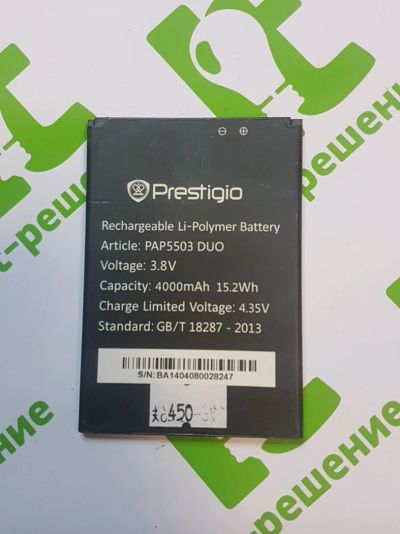 Prestigio
Rechargeable Li-Polymer Battery
Article: PAP5503 DUO
Voltage: 3.8V
Capacity: 4000mAh 15.2Wh
Charge Limited Voltage: 4.35V
Standard: GB/T 18287 - 2013
S/N: BA1404080028247
450
т-решение
т-решение
-решение
-решение